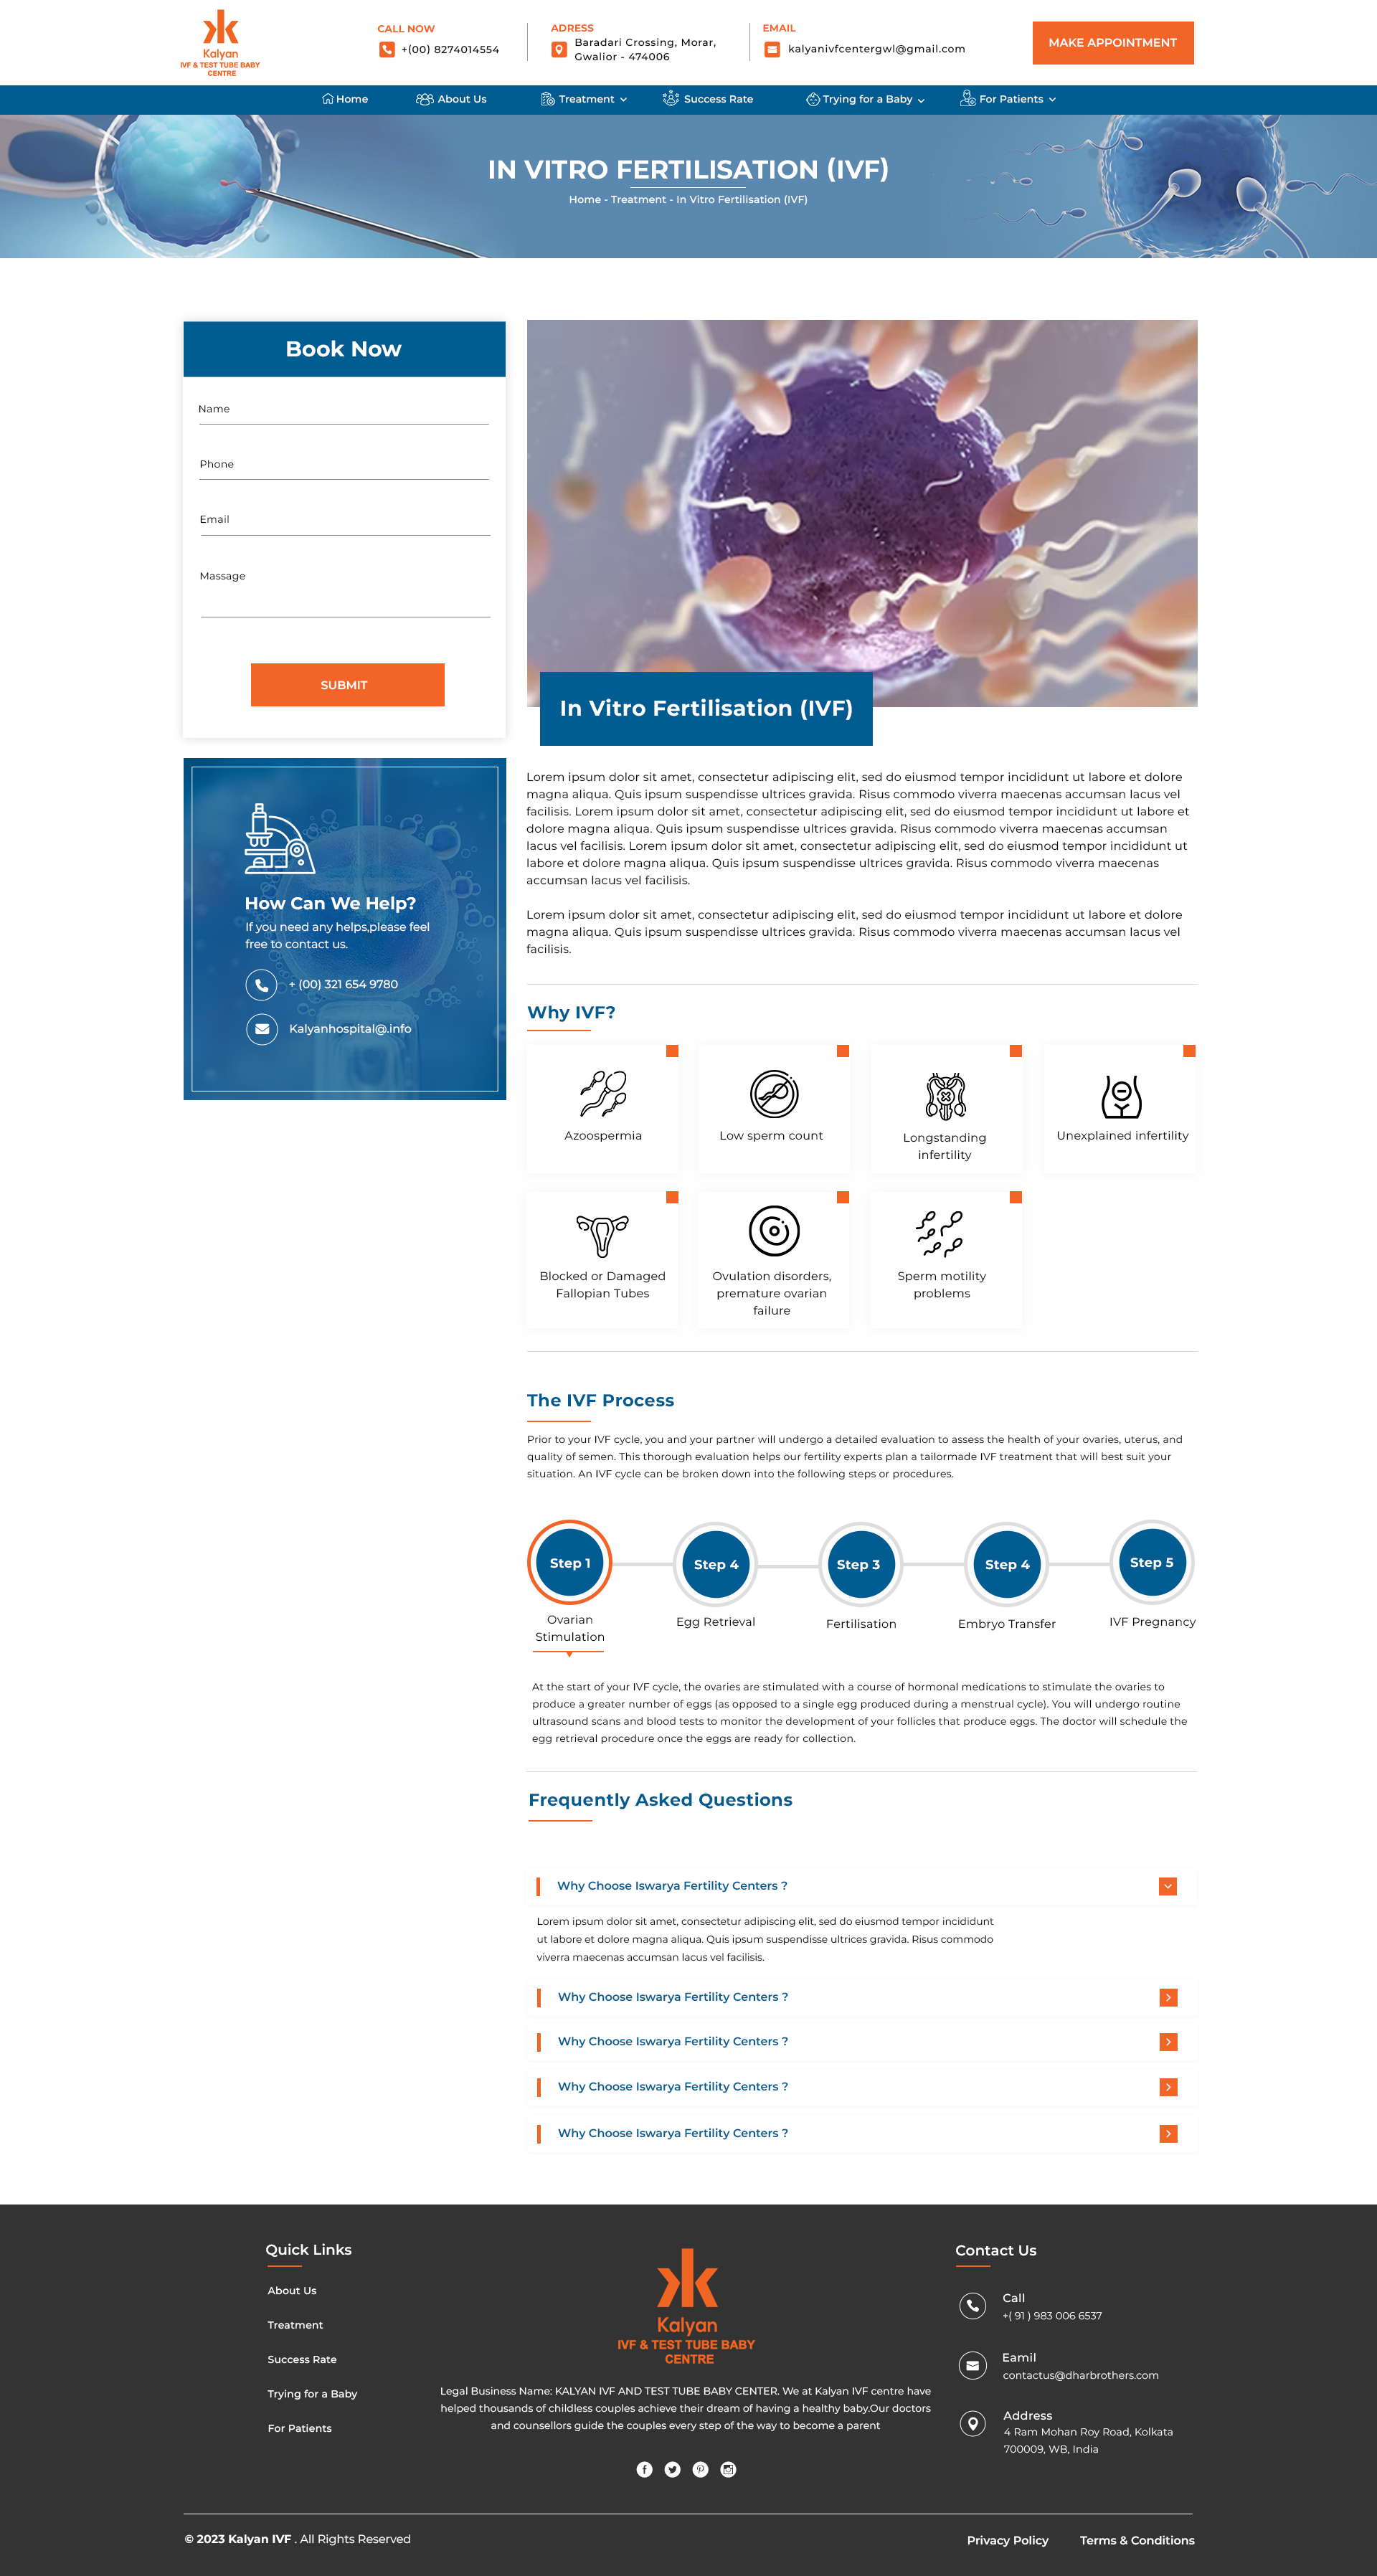 Kalyan
IVF & TEST TUBE BABY
CENTRE
CALL NOW
+(00) 8274014554
ADRESS
Baradari Crossing, Morar,
Gwalior - 474006
EMAIL
kalyanivfcentergwl@gmail.com
MAKE APPOINTMENT
Home
About Us
Treatment
Success Rate
Trying for a Baby
For Patients
IN VITRO FERTILISATION (IVF)
Home - Treatment - In Vitro Fertilisation (IVF)
Book Now
Name
Phone
Email
Massage
SUBMIT
How Can We Help?
If you need any helps,please feel
free to contact us.
+ (00) 321 654 9780
Kalyanhospital@.info
In Vitro Fertilisation (IVF)
Lorem ipsum dolor sit amet, consectetur adipiscing elit, sed do eiusmod tempor incididunt ut labore et dolore
magna aliqua. Quis ipsum suspendisse ultrices gravida. Risus commodo viverra maecenas accumsan lacus vel
facilisis. Lorem ipsum dolor sit amet, consectetur adipiscing elit, sed do eiusmod tempor incididunt ut labore et
dolore magna aliqua. Quis ipsum suspendisse ultrices gravida. Risus commodo viverra maecenas accumsan
lacus vel facilisis. Lorem ipsum dolor sit amet, consectetur adipiscing elit, sed do eiusmod tempor incididunt ut
labore et dolore magna aliqua. Quis ipsum suspendisse ultrices gravida. Risus commodo viverra maecenas
accumsan lacus vel facilisis.
Lorem ipsum dolor sit amet, consectetur adipiscing elit, sed do eiusmod tempor incididunt ut labore et dolore
magna aliqua. Quis ipsum suspendisse ultrices gravida. Risus commodo viverra maecenas accumsan lacus vel
facilisis.
Why IVF?
Azoospermia
Low sperm count
Longstanding
infertility
Unexplained infertility
Blocked or Damaged
Fallopian Tubes
Ovulation disorders,
premature ovarian
failure
Sperm motility
problems
The IVF Process
Prior to your IVF cycle, you and your partner will undergo a detailed evaluation to assess the health of your ovaries, uterus, and
quality of semen. This thorough evaluation helps our fertility experts plan a tailormade IVF treatment that will best suit your
situation. An IVF cycle can be broken down into the following steps or procedures.
Step 1
Ovarian
Stimulation
Step 4
Egg Retrieval
Step 3
Fertilisation
Step 4
Embryo Transfer
Step 5
IVF Pregnancy
At the start of your IVF cycle, the ovaries are stimulated with a course of hormonal medications to stimulate the ovaries to
produce a greater number of eggs (as opposed to a single egg produced during a menstrual cycle). You will undergo routine
ultrasound scans and blood tests to monitor the development of your follicles that produce eggs. The doctor will schedule the
egg retrieval procedure once the eggs are ready for collection.
Frequently Asked Questions
Why Choose Iswarya Fertility Centers ?
Lorem ipsum dolor sit amet, consectetur adipiscing elit, sed do eiusmod tempor incididunt
ut labore et dolore magna aliqua. Quis ipsum suspendisse ultrices gravida. Risus commodo
viverra maecenas accumsan lacus vel facilisis.
Why Choose Iswarya Fertility Centers ?
Why Choose Iswarya Fertility Centers ?
Why Choose Iswarya Fertility Centers ?
Why Choose Iswarya Fertility Centers ?
Quick Links
About Us
Treatment
Success Rate
Trying for a Baby
For Patients
Kalyan
IVF & TEST TUBE BABY
CENTRE
Legal Business Name: KALYAN IVF AND TEST TUBE BABY CENTER. We at Kalyan IVF centre have
helped thousands of childless couples achieve their dream of having a healthy baby.Our doctors
and counsellors guide the couples every step of the way to become a parent
Contact Us
Call
+( 91 ) 983 006 6537
Eamil
contactus@dharbrothers.com
Address
4 Ram Mohan Roy Road, Kolkata
700009, WB, India
© 2023 Kalyan IVF . All Rights Reserved
Privacy Policy
Terms & Conditions